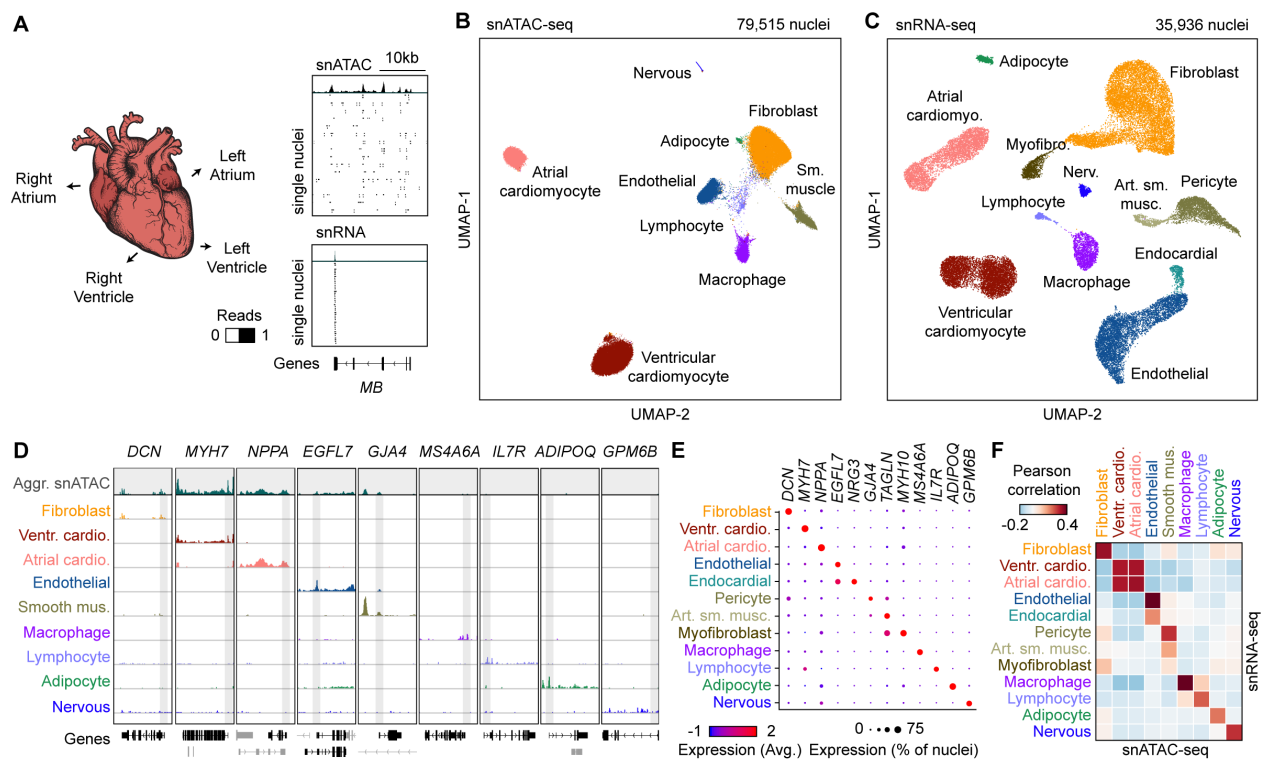 A
Right
Atrium
Left
Atrium
Right
Ventricle
Left
Ventricle
Reads
0 1
snATAC 10kb
single nuclei
snRNA
single nuclei
Genes
MB
B
snATAC-seq 79,515 nuclei
Nervous
Fibroblast
Adipocyte
Atrial
cardiomyocyte
Endothelial
Sm.
muscle
Lymphocyte
Macrophage
Ventricular
cardiomyocyte
UMAP-1
UMAP-2
C
snRNA-seq 35,936 nuclei
Adipocyte
Fibroblast
Atrial
cardiomyo.
Myofibro.
Nerv.
Art. sm.
musc.
Pericyte
Lymphocyte
Endocardial
Macrophage
Ventricular
cardiomyocyte
Endothelial
UMAP-1
UMAP-2
D
DCN MYH7 NPPA EGFL7 GJA4 MS4A6A IL7R ADIPOQ GPM6B
Aggr. snATAC
Fibroblast
Ventr. cardio.
Atrial cardio.
Endothelial
Smooth mus.
Macrophage
Lymphocyte
Adipocyte
Nervous
Genes
E
DCN
MYH7
NPPA
EGFL7
NRG3
GJA4
TAGLN
MYH10
MS4A6A
IL7R
ADIPOQ
GPM6B
Fibroblast
Ventr. cardio.
Atrial cardio.
Endothelial
Endocardial
Pericyte
Art. sm. musc.
Myofibroblast
Macrophage
Lymphocyte
Adipocyte
Nervous
-1 2
Expression (Avg.)
0 75
Expression (% of nuclei)
F
Pearson
correlation
-0.2 0.4
Fibroblast
Ventr. cardio.
Atrial cardio.
Endothelial
Smooth mus.
Macrophage
Lymphocyte
Adipocyte
Nervous
Fibroblast
Ventr. cardio.
Atrial cardio.
Endothelial
Endocardial
Pericyte
Art. sm. musc.
Myofibroblast
Macrophage
Lymphocyte
Adipocyte
Nervous
snRNA-seq
snATAC-seq